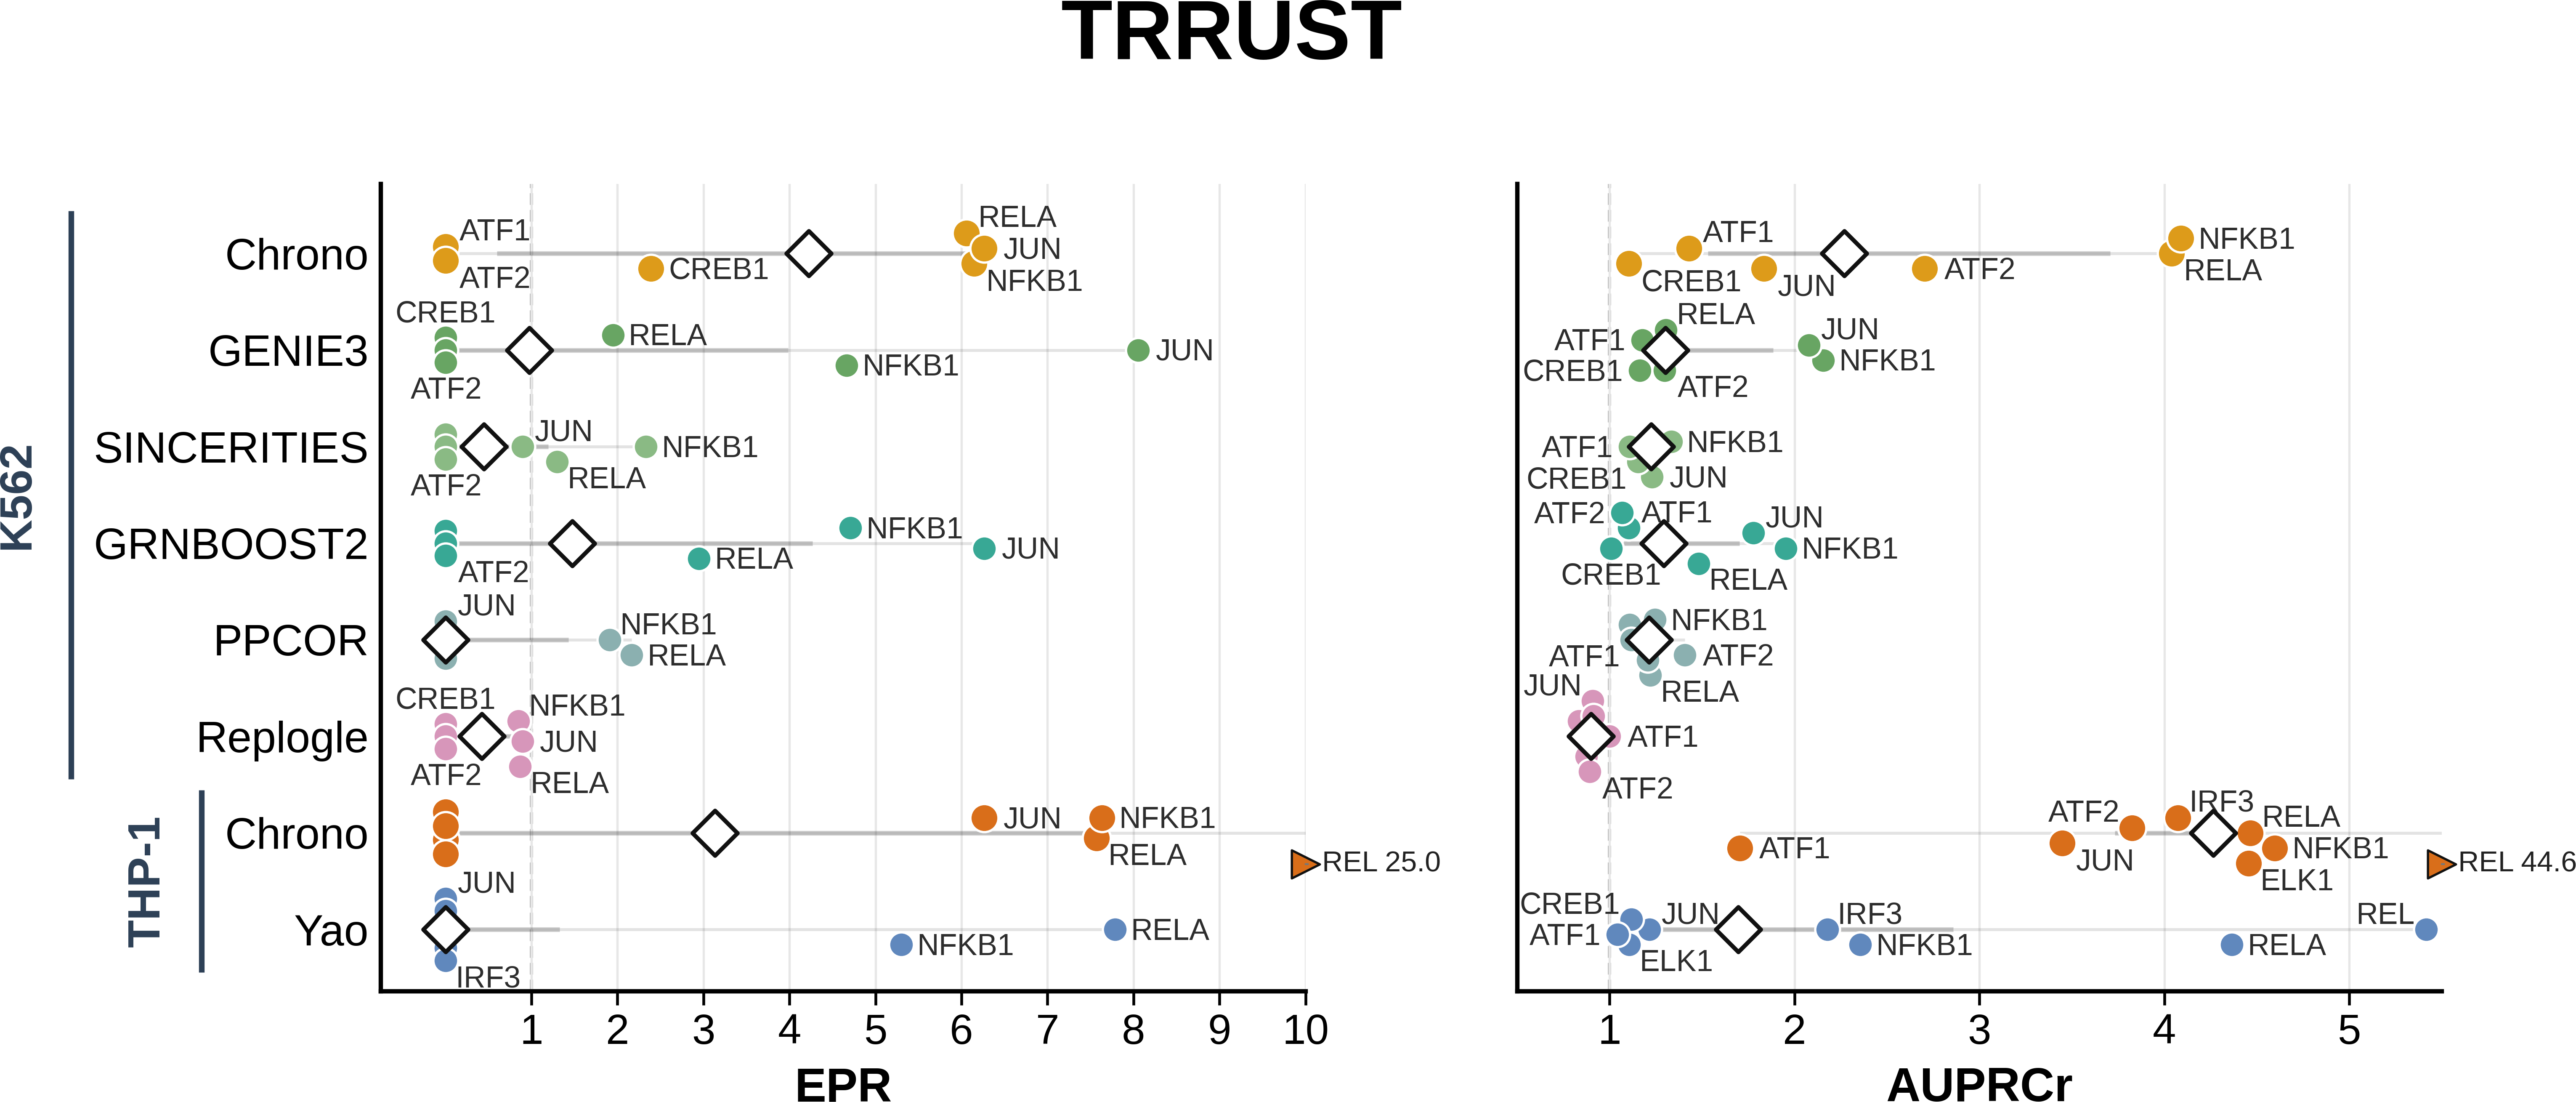 TRRUST
K562
THP-1
Chrono
ATF1
ATF2
CREB1
RELA
JUN
NFKB1
GENIE3
CREB1
ATF2
RELA
NFKB1
JUN
SINCERITIES
ATF2
JUN
RELA
NFKB1
GRNBOOST2
ATF2
RELA
NFKB1
JUN
PPCOR
JUN
NFKB1
RELA
Replogle
CREB1
ATF2
NFKB1
JUN
RELA
Chrono
JUN
NFKB1
RELA
REL 25.0
Yao
JUN
IRF3
NFKB1
RELA
1 2 3 4 5 6 7 8 9 10
EPR
ATF1
CREB1
JUN
ATF2
NFKB1
RELA
RELA
ATF1
CREB1
ATF2
JUN
NFKB1
ATF1
CREB1
NFKB1
JUN
ATF2
ATF1
CREB1
JUN
NFKB1
RELA
NFKB1
ATF1
ATF2
RELA
JUN
ATF1
ATF2
ATF1
ATF2
JUN
IRF3
RELA
NFKB1
ELK1
REL 44.6
CREB1
ATF1
JUN
ELK1
IRF3
NFKB1
RELA
REL
1 2 3 4 5
AUPRCr